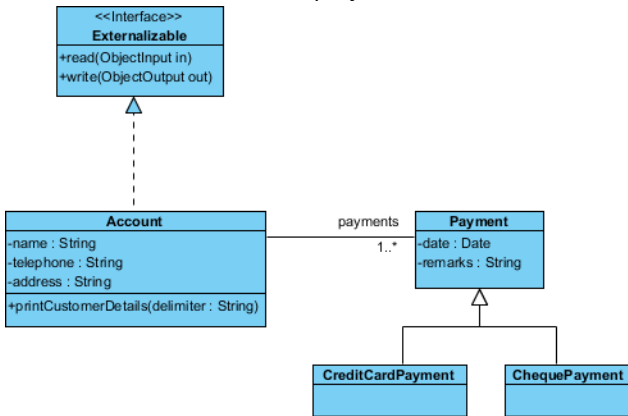 <<Interface>>
Externalizable
+read(ObjectInput in)
+write(ObjectOutput out)
Account
-name : String
-telephone : String
-address : String
+printCustomerDetails(delimiter : String)
payments
1..*
Payment
-date : Date
-remarks : String
CreditCardPayment
ChequePayment